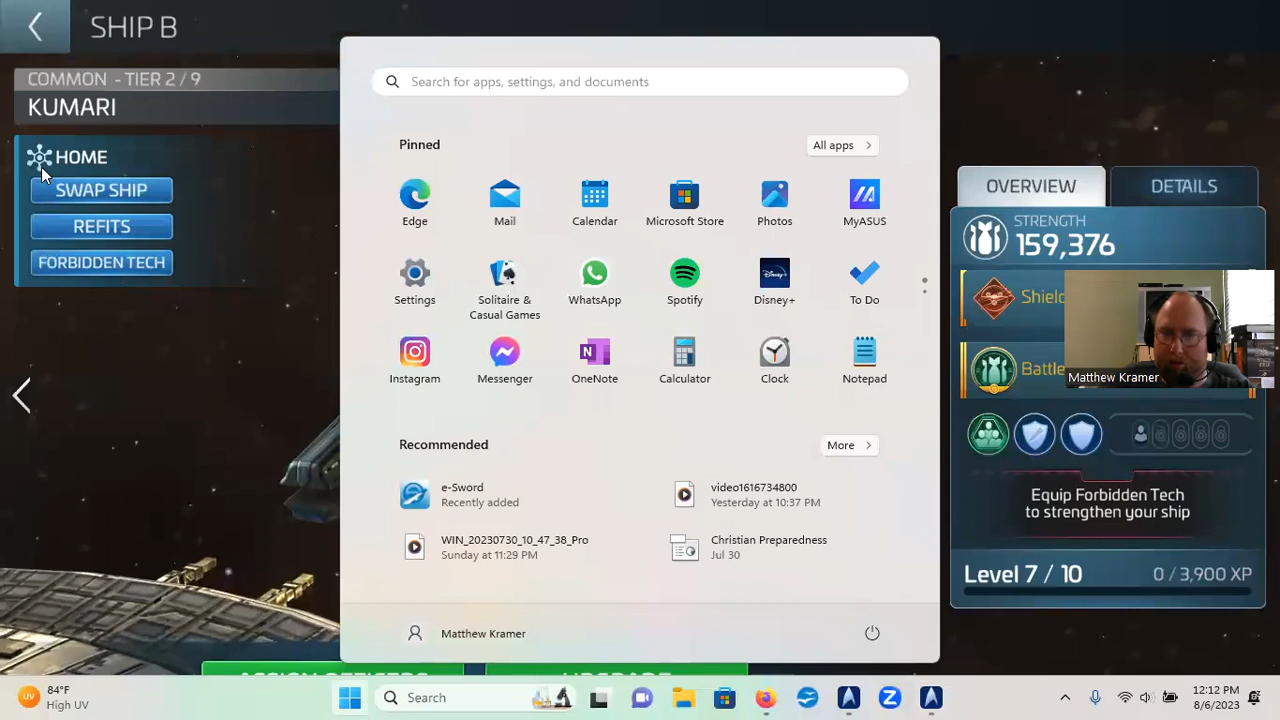 SHIP B
COMMON - TIER 2 / 9
KUMARI
HOME
SWAP SHIP
REFITS
FORBIDDEN TECH
Search for apps, settings, and documents
Pinned
All apps
Edge
Mail
Calendar
Microsoft Store
Photos
MyASUS
Settings
Solitaire &
Casual Games
WhatsApp
Spotify
Disney+
To Do
Instagram
Messenger
OneNote
Calculator
Clock
Notepad
Recommended
More
e-Sword
Recently added
video1616734800
Yesterday at 10:37 PM
WIN_20230730_10_47_38_Pro
Sunday at 11:29 PM
Christian Preparedness
Jul 30
Matthew Kramer
OVERVIEW
DETAILS
STRENGTH
159,376
Shiel
Battle
Matthew Kramer
Equip Forbidden Tech
to strengthen your ship
Level 7 / 10
0 / 3,900 XP
ASSIGN OFFICERS
UPGRADE
UV
84°F
High UV
Search
12:12 PM
8/6/2023